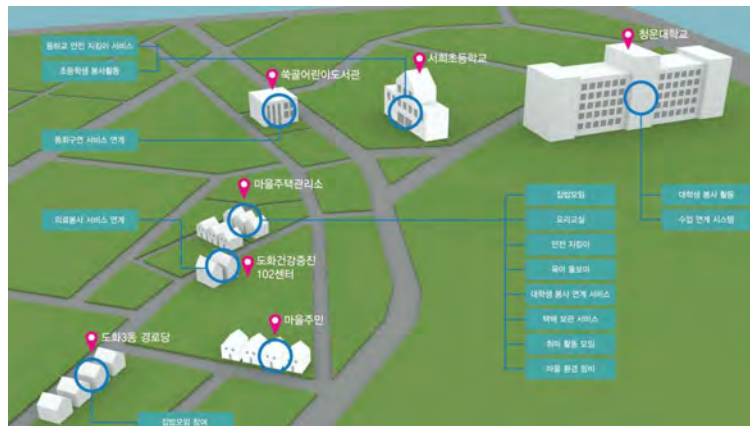 청운대학교
등하교 안전 지킴이 서비스
초등학생 봉사활동
쑥골어린이도서관
서희초등학교
동화구연 서비스 연계
마을주택관리소
집밥모임
대학생 봉사 활동
요리교실
수업 연계 시스템
의료봉사 서비스 연계
안전 지킴이
도화건강증진
102센터
육아 돌보미
대학생 봉사 연계 서비스
마을주민
택배 보관 서비스
도화3동 경로당
취미 활동 모임
마을 환경 정비
집밥모임 참여